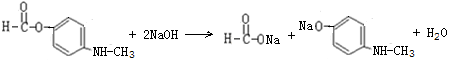 O
H-C-O-
NH-CH3
+ 2NaOH →
O
H-C-ONa
+
NaO-
NH-CH3
+ H2O